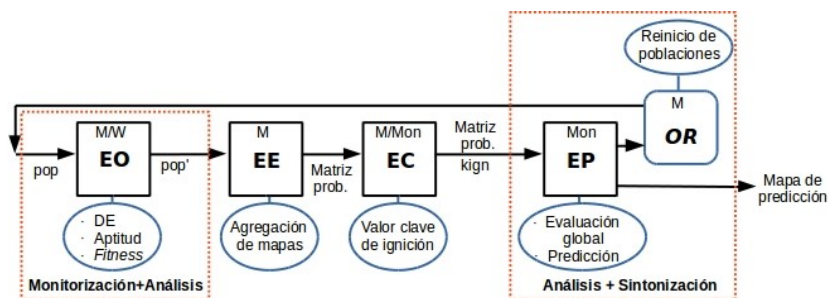 Reinicio de
poblaciones
M
OR
M/W
EO
M
EE
M/Mon
EC
Mon
EP
pop
pop'
Matriz
prob.
Matriz
prob.
kign
Mapa de
predicción
· DE
· Aptitud
· Fitness
Agregación
de mapas
Valor clave
de ignición
· Evaluación
global
· Predicción
Monitorización+Análisis
Análisis + Sintonización